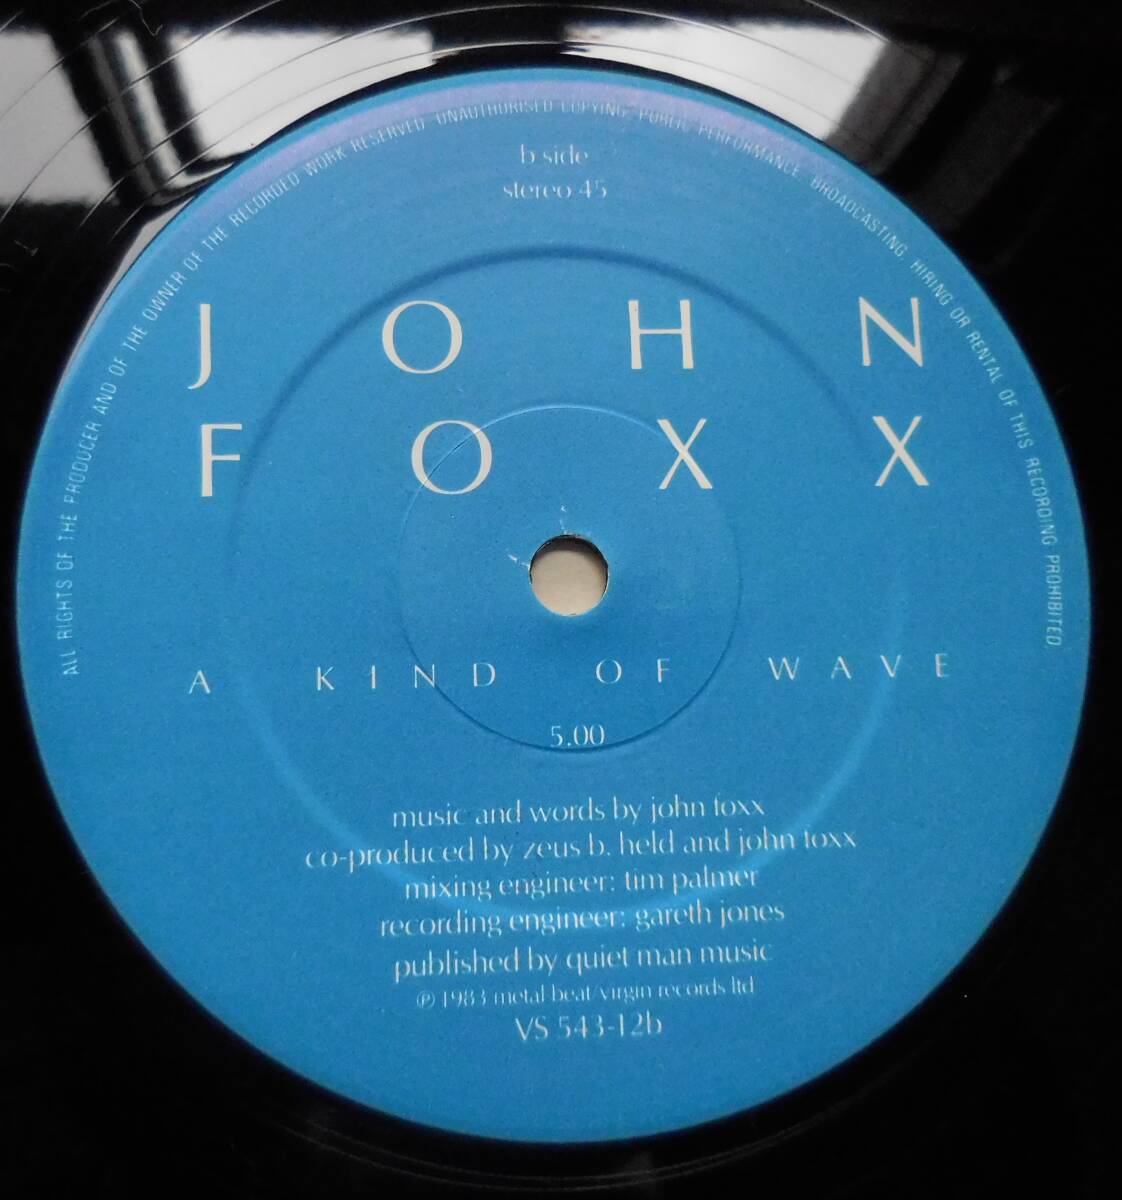 ALL RIGHTS OF THE PRODUCER AND OF THE OWNER OF THE RECORDED WORK RESERVED. UNAUTHORISED COPYING, PUBLIC PERFORMANCE, BROADCASTING, HIRING OR RENTAL OF THIS RECORDING PROHIBITED.
b side
stereo 45
JOHN
FOXX
A KIND OF WAVE
5.00
music and words by john foxx
co-produced by zeus b. held and john foxx
mixing engineer: tim palmer
recording engineer: gareth jones
published by quiet man music
℗ 1983 metal beat/virgin records ltd
VS 543-12b